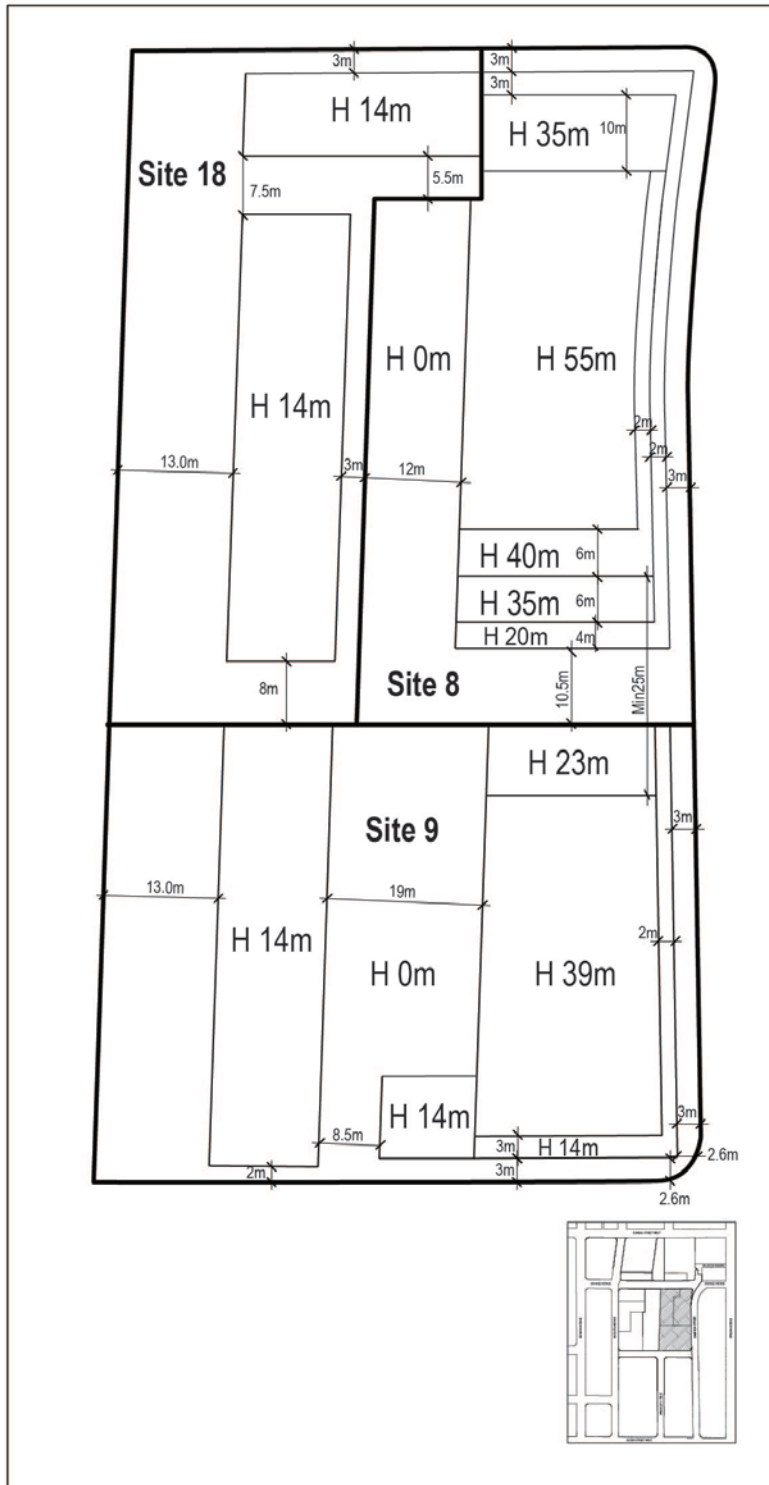 3m
3m
3m
H 14m
H 35m
10m
Site 18
5.5m
7.5m
H 0m
H 55m
H 14m
2m
2m
13.0m
3m
12m
3m
H 40m
6m
H 35m
6m
H 20m
4m
Site 8
8m
10.5m
Min25m
H 23m
Site 9
3m
13.0m
19m
H 14m
2m
H 0m
H 39m
H 14m
3m
8.5m
3m
H 14m
2.6m
2m
3m
2.6m